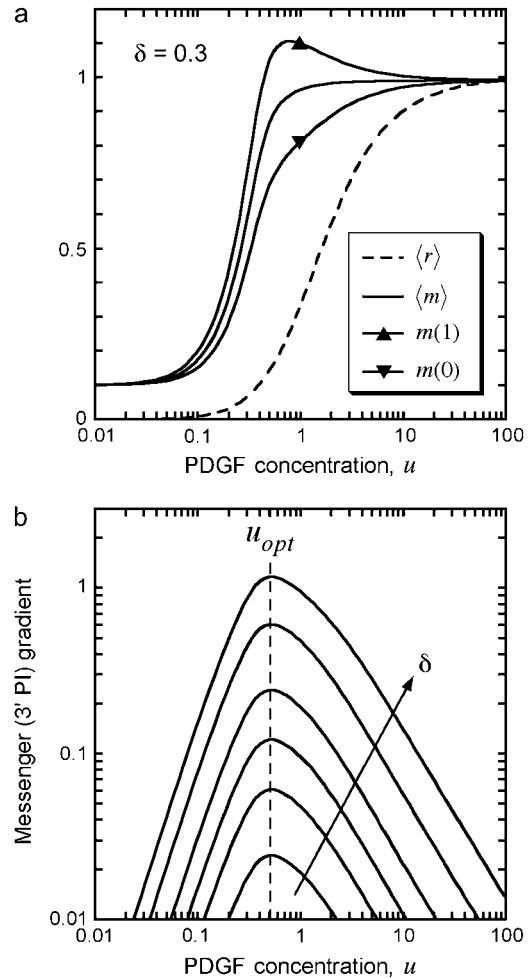 a
δ = 0.3
1
0.5
0
0.01
0.1
1
10
100
PDGF concentration, u
⟨r⟩
⟨m⟩
m(1)
m(0)
b
u_opt
δ
Messenger (3' PI) gradient
1
0.1
0.01
0.01
0.1
1
10
100
PDGF concentration, u